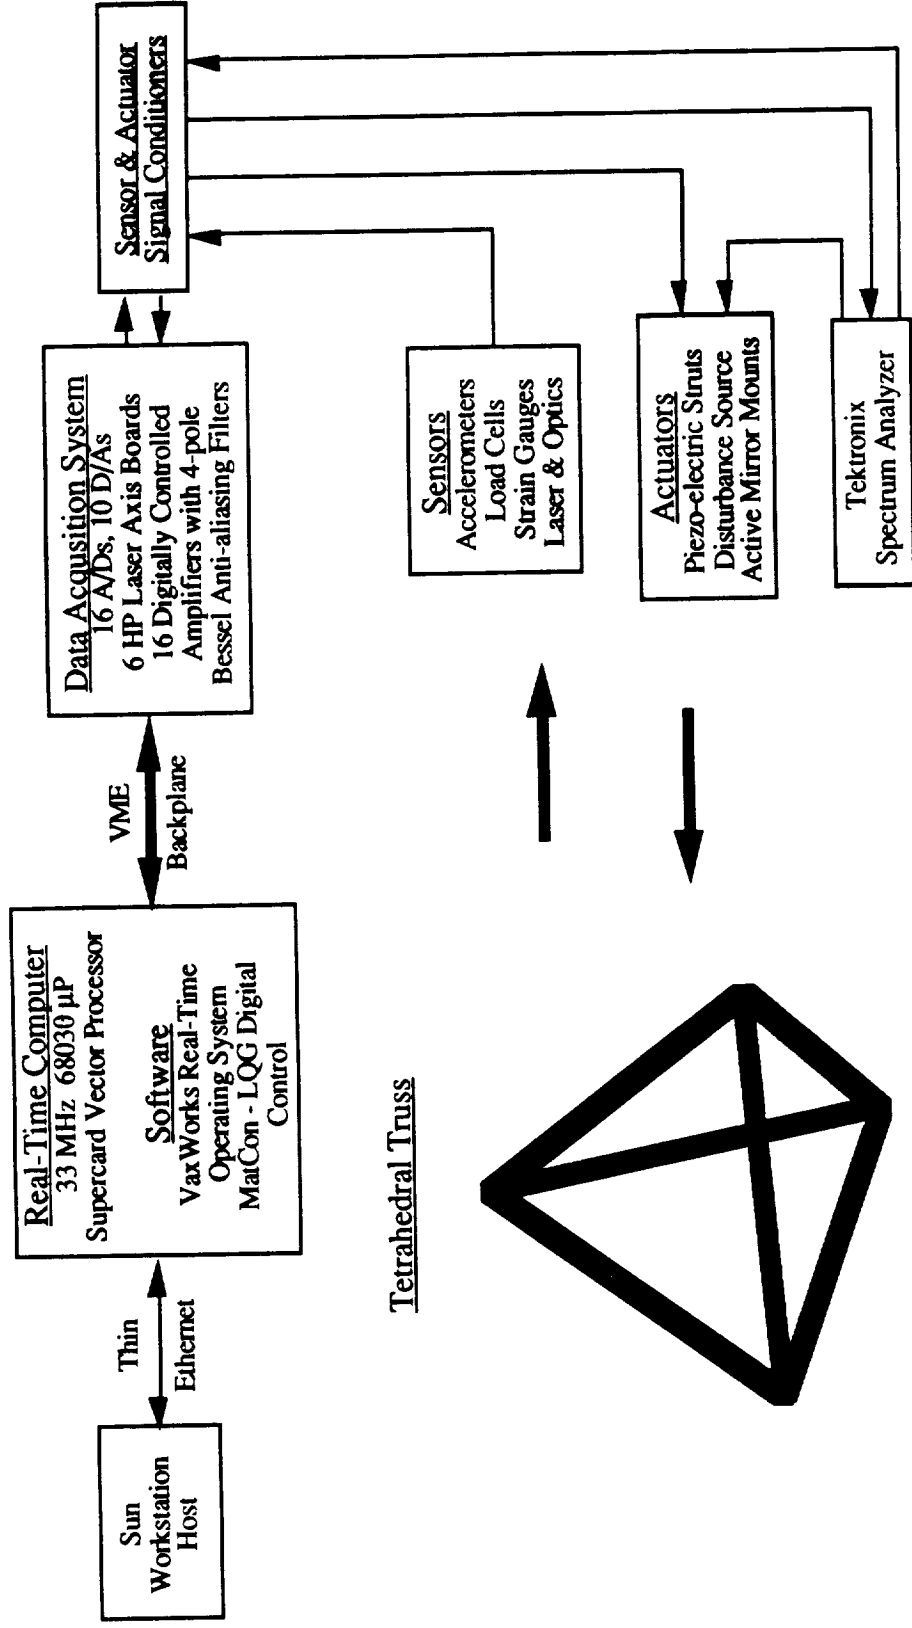 Sun
Workstation
Host
Thin
Ethernet
Real-Time Computer
33 MHz 68030 µP
Supercard Vector Processor
Software
VaxWorks Real-Time
Operating System
MatCon - LQG Digital
Control
VME
Backplane
Data Acqusition System
16 A/Ds, 10 D/As
6 HP Laser Axis Boards
16 Digitally Controlled
Amplifiers with 4-pole
Bessel Anti-aliasing Filters
Sensor & Actuator
Signal Conditioners
Tetrahedral Truss
Sensors
Accelerometers
Load Cells
Strain Gauges
Laser & Optics
Actuators
Piezo-electric Struts
Disturbance Source
Active Mirror Mounts
Tektronix
Spectrum Analyzer